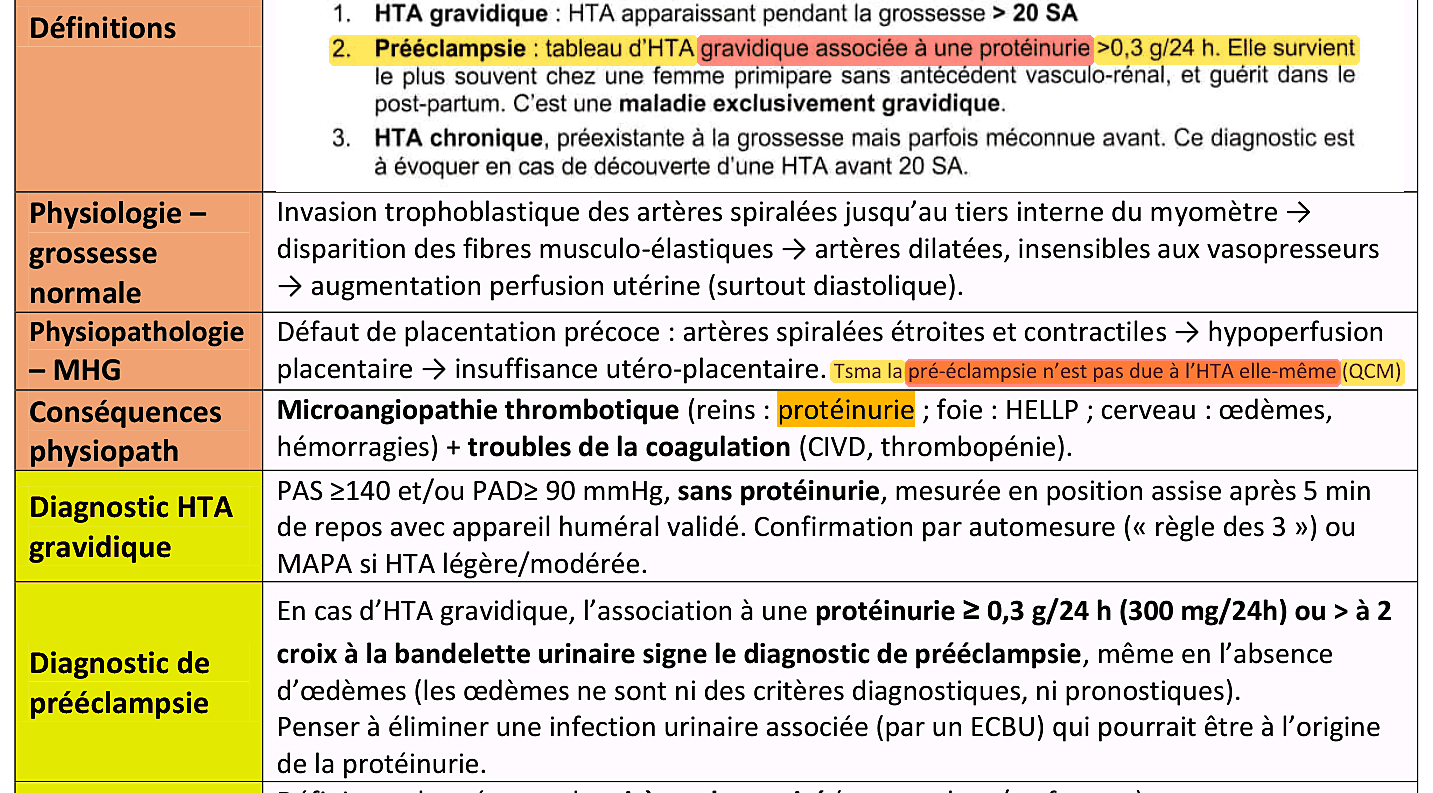 Définitions
1. HTA gravidique : HTA apparaissant pendant la grossesse > 20 SA
2. Prééclampsie : tableau d'HTA gravidique associée à une protéinurie >0,3 g/24 h. Elle survient
le plus souvent chez une femme primipare sans antécédent vasculo-rénal, et guérit dans le
post-partum. C'est une maladie exclusivement gravidique.
3. HTA chronique, préexistante à la grossesse mais parfois méconnue avant. Ce diagnostic est
à évoquer en cas de découverte d'une HTA avant 20 SA.
Physiologie –
grossesse
normale
Invasion trophoblastique des artères spiralées jusqu'au tiers interne du myomètre →
disparition des fibres musculo-élastiques → artères dilatées, insensibles aux vasopresseurs
→ augmentation perfusion utérine (surtout diastolique).
Physiopathologie
– MHG
Défaut de placentation précoce : artères spiralées étroites et contractiles → hypoperfusion
placentaire → insuffisance utéro-placentaire. Tsma la pré-éclampsie n'est pas due à l'HTA elle-même (QCM)
Conséquences
physiopath
Microangiopathie thrombotique (reins : protéinurie ; foie : HELLP ; cerveau : œdèmes,
hémorragies) + troubles de la coagulation (CIVD, thrombopénie).
Diagnostic HTA
gravidique
PAS ≥140 et/ou PAD≥ 90 mmHg, sans protéinurie, mesurée en position assise après 5 min
de repos avec appareil huméral validé. Confirmation par automesure (« règle des 3 ») ou
MAPA si HTA légère/modérée.
Diagnostic de
prééclampsie
En cas d'HTA gravidique, l'association à une protéinurie ≥ 0,3 g/24 h (300 mg/24h) ou > à 2
croix à la bandelette urinaire signe le diagnostic de prééclampsie, même en l'absence
d'œdèmes (les œdèmes ne sont ni des critères diagnostiques, ni pronostiques).
Penser à éliminer une infection urinaire associée (par un ECBU) qui pourrait être à l'origine
de la protéinurie.